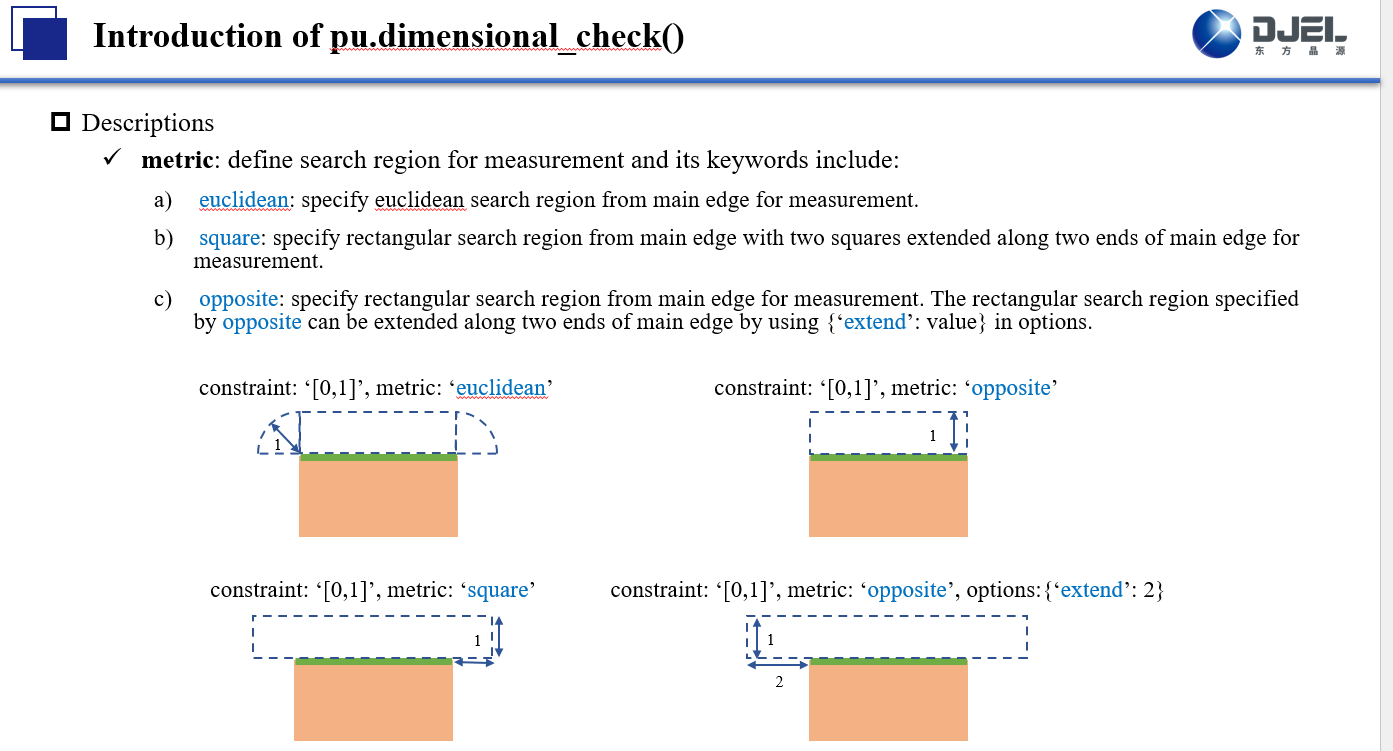 Introduction of pu.dimensional_check()
DJEL
东方晶源
Descriptions
metric: define search region for measurement and its keywords include:
a) euclidean: specify euclidean search region from main edge for measurement.
b) square: specify rectangular search region from main edge with two squares extended along two ends of main edge for
measurement.
c) opposite: specify rectangular search region from main edge for measurement. The rectangular search region specified
by opposite can be extended along two ends of main edge by using {‘extend’: value} in options.
constraint: ‘[0,1]’, metric: ‘euclidean’
1
constraint: ‘[0,1]’, metric: ‘opposite’
1
constraint: ‘[0,1]’, metric: ‘square’
1
constraint: ‘[0,1]’, metric: ‘opposite’, options:{‘extend’: 2}
1
2